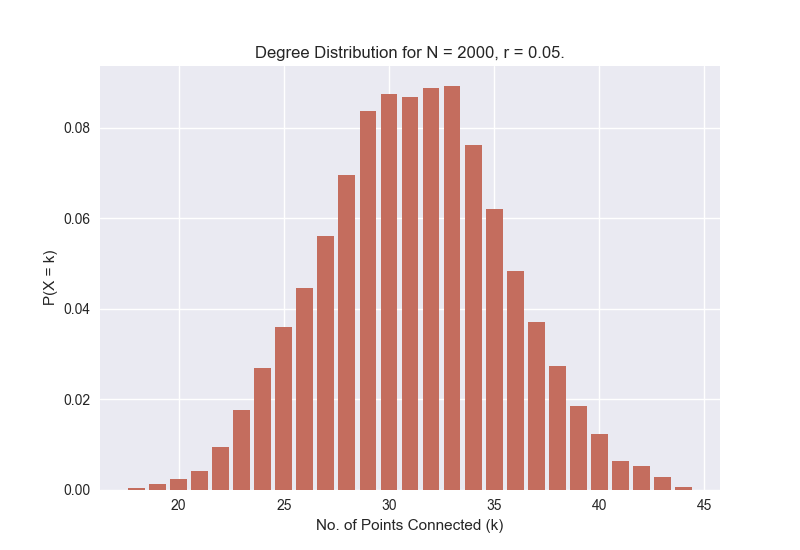 Degree Distribution for N = 2000, r = 0.05.
P(X = k)
0.08
0.06
0.04
0.02
0.00
20 25 30 35 40 45
No. of Points Connected (k)